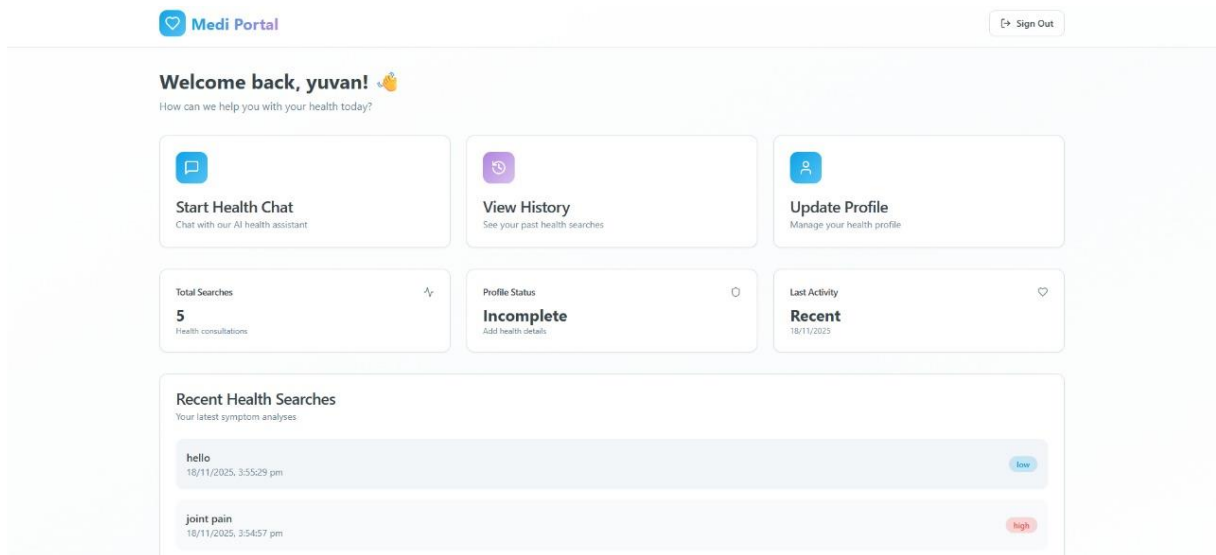 Medi Portal
Sign Out
Welcome back, yuvan! 👋
How can we help you with your health today?
Start Health Chat
Chat with our AI health assistant
View History
See your past health searches
Update Profile
Manage your health profile
Total Searches
5
Health consultations
Profile Status
Incomplete
Add health details
Last Activity
Recent
18/11/2025
Recent Health Searches
Your latest symptom analyses
hello
18/11/2025, 3:55:29 pm
low
joint pain
18/11/2025, 3:54:57 pm
high